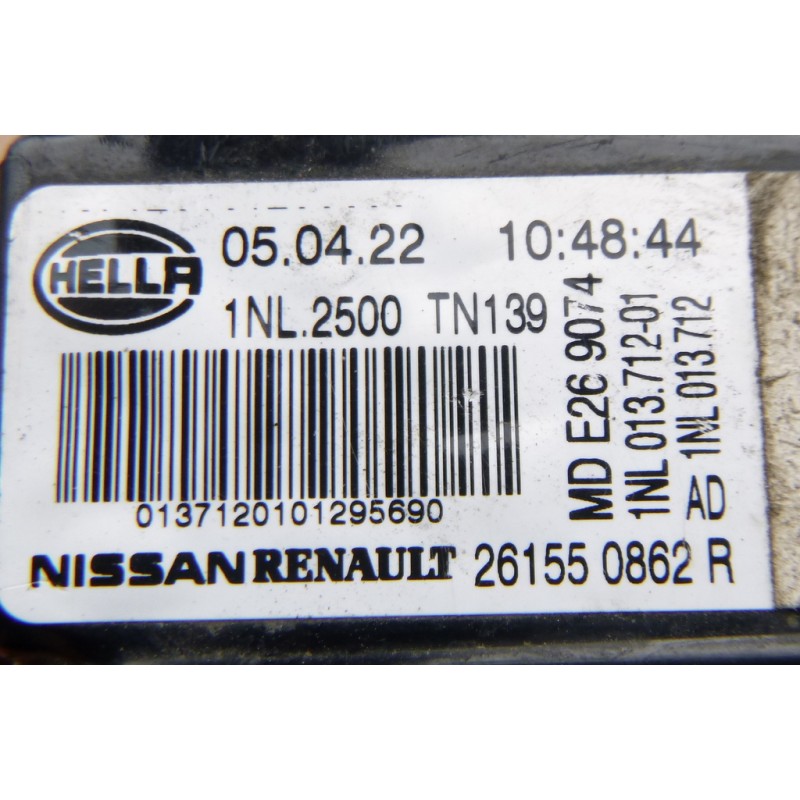 HELLA
05.04.22 10:48:44
1NL.2500 TN139
0137120101295690
MD E26 9074
1NL 013.712-01
AD 1NL 013.712
NISSAN RENAULT 26155 0862 R